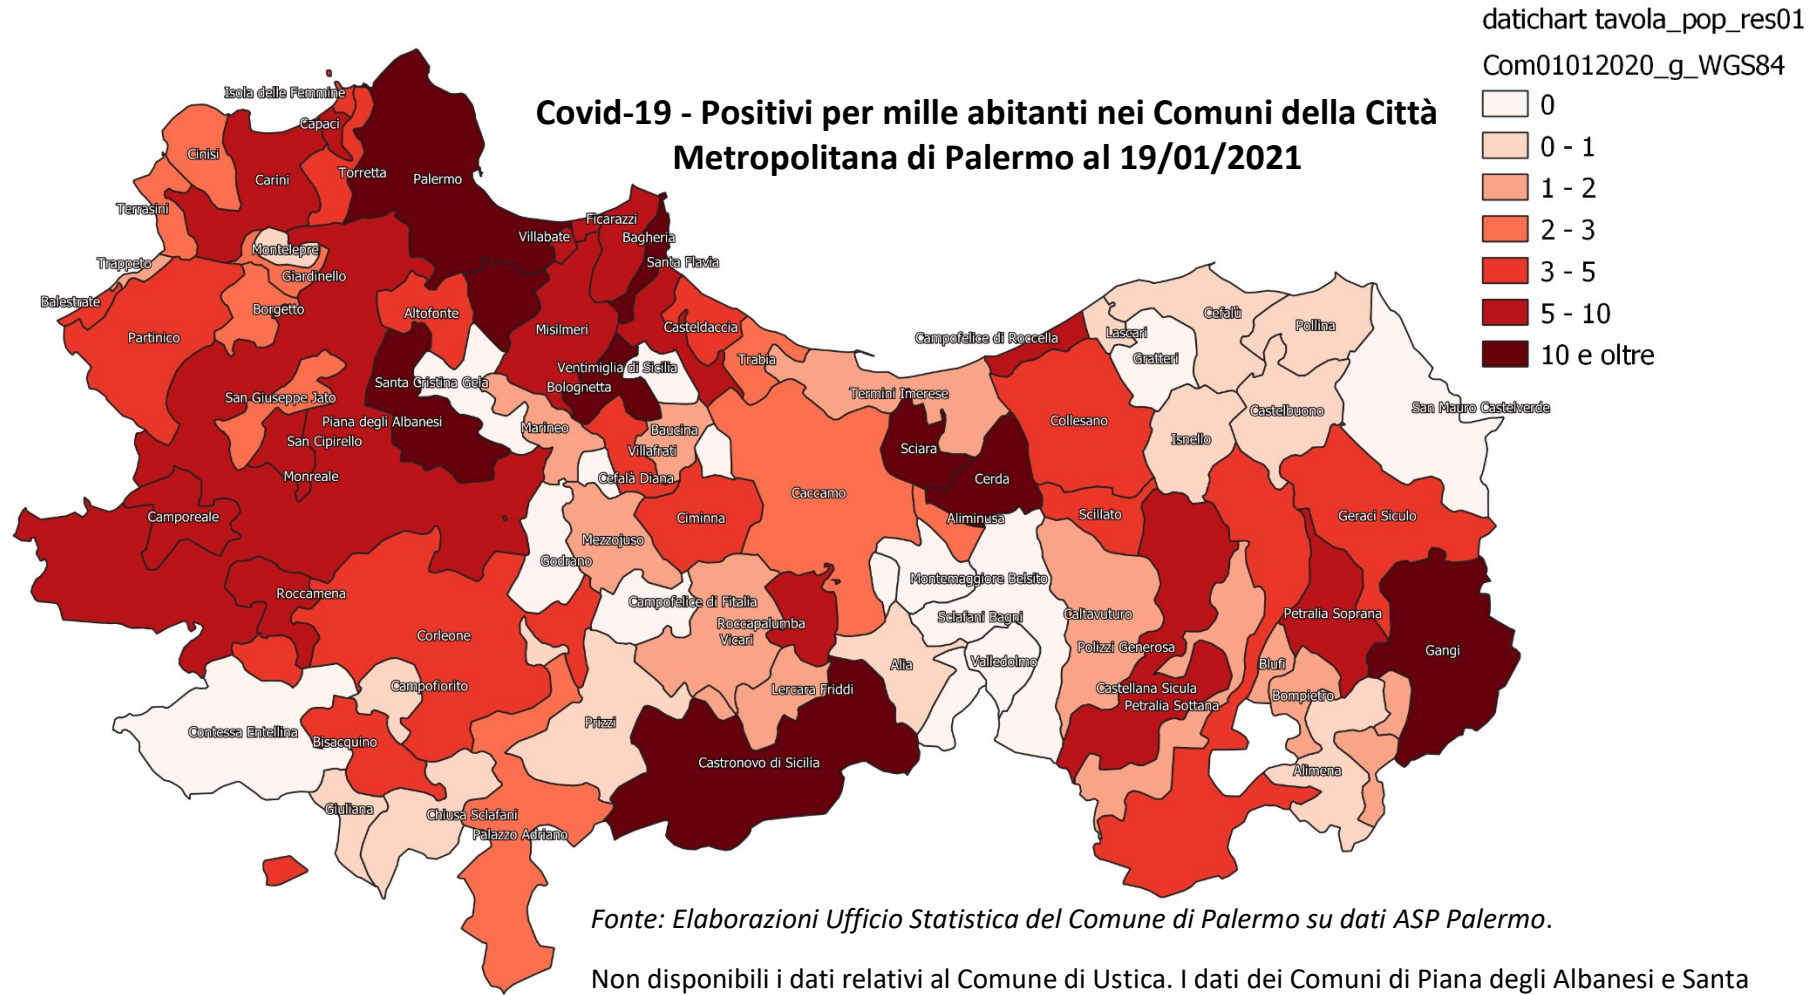 datichart tavola_pop_res01
Com01012020_g_WGS84
0
0 - 1
1 - 2
2 - 3
3 - 5
5 - 10
10 e oltre
Covid-19 - Positivi per mille abitanti nei Comuni della Città
Metropolitana di Palermo al 19/01/2021
Isola delle Femmine
Capaci
Cinisi
Carini
Torretta
Palermo
Terrasini
Ficarazzi
Villabate
Bagheria
Montelepre
Santa Flavia
Trappeto
Giardinello
Balestrate
Borgetto
Altofonte
Partinico
Misilmeri
Casteldaccia
Campofelice di Roccella
Lascari
Cefalù
Pollina
Gratteri
Trabia
Ventimiglia di Sicilia
Santa Cristina Gela
Bolognetta
San Giuseppe Jato
Termini Imerese
Castelbuono
San Mauro Castelverde
Piana degli Albanesi
Marineo
Baucina
Collesano
San Cipirello
Isnello
Villafrati
Sciara
Monreale
Cefalà Diana
Cerda
Caccamo
Camporeale
Ciminna
Aliminusa
Scillato
Geraci Siculo
Mezzojuso
Godrano
Montemaggiore Belsito
Roccamena
Campofelice di Fitalia
Sclafani Bagni
Caltavuturo
Petralia Soprana
Roccapalumba
Corleone
Vicari
Polizzi Generosa
Gangi
Alia
Valledolmo
Blufi
Campofiorito
Lercara Friddi
Castellana Sicula
Bompietro
Petralia Sottana
Prizzi
Contessa Entellina
Bisacquino
Castronovo di Sicilia
Alimena
Giuliana
Chiusa Sclafani
Palazzo Adriano
Fonte: Elaborazioni Ufficio Statistica del Comune di Palermo su dati ASP Palermo.
Non disponibili i dati relativi al Comune di Ustica. I dati dei Comuni di Piana degli Albanesi e Santa